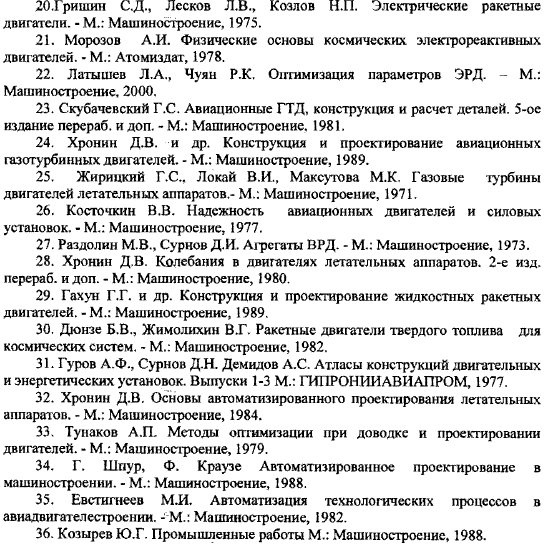 20.Гришин С.Д., Лесков Л.В., Козлов Н.П. Электрические ракетные
двигатели. - М.: Машиностроение, 1975.
21. Морозов А.И. Физические основы космических электрореактивных
двигателей. - М.: Атомиздат, 1978.
22. Латышев Л.А., Чуян Р.К. Оптимизация параметров ЭРД. – М.:
Машиностроение, 2000.
23. Скубачевский Г.С. Авиационные ГТД, конструкция и расчет деталей. 5-ое
издание перераб. и доп. - М.: Машиностроение, 1981.
24. Хронин Д.В. и др. Конструкция и проектирование авиационных
газотурбинных двигателей. - М.: Машиностроение, 1989.
25. Жирицкий Г.С., Локай В.И., Максутова М.К. Газовые турбины
двигателей летательных аппаратов.- М.: Машиностроение, 1971.
26. Косточкин В.В. Надежность авиационных двигателей и силовых
установок. - М.: Машиностроение, 1977.
27. Раздолин М.В., Сурнов Д.И. Агрегаты ВРД. - М.: Машиностроение, 1973.
28. Хронин Д.В. Колебания в двигателях летательных аппаратов. 2-е изд.
перераб. и доп. - М.: Машиностроение, 1980.
29. Гахун Г.Г. и др. Конструкция и проектирование жидкостных ракетных
двигателей. - М.: Машиностроение, 1989.
30. Дюнзе Б.В., Жимолихин В.Г. Ракетные двигатели твердого топлива для
космических систем. - М.: Машиностроение, 1982.
31. Гуров А.Ф., Сурнов Д.Н. Демидов А.С. Атласы конструкций двигательных
и энергетических установок. Выпуски 1-3 М.: ГИПРОНИИАВИАПРОМ, 1977.
32. Хронин Д.В. Основы автоматизированного проектирования летательных
аппаратов. - М.: Машиностроение, 1984.
33. Тунаков А.П. Методы оптимизации при доводке и проектировании
двигателей. - М.: Машиностроение, 1979.
34. Г. Шпур, Ф. Краузе Автоматизированное проектирование в
машиностроении. - М.: Машиностроение, 1988.
35. Евстигнеев М.И. Автоматизация технологических процессов в
авиадвигателестроении. - М.: Машиностроение, 1982.
36. Козырев Ю.Г. Промышленные работы М.: Машиностроение, 1988.